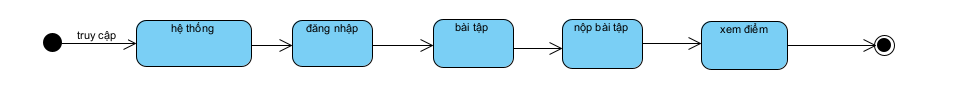 truy cập
hệ thống
đăng nhập
bài tập
nộp bài tập
xem điểm